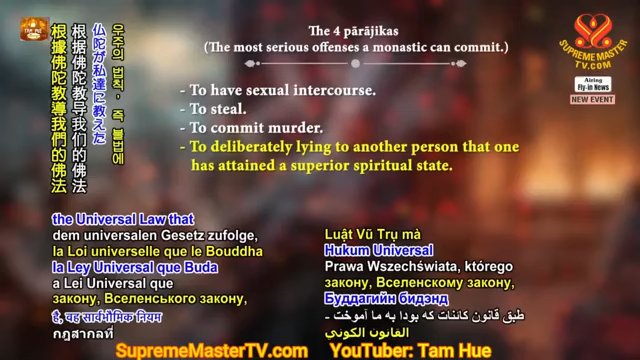 The 4 pārājikas
(The most serious offenses a monastic can commit.)
- To have sexual intercourse.
- To steal.
- To commit murder.
- To deliberately lying to another person that one
has attained a superior spiritual state.
SUPREME MASTER
TV.COM
Airing
Fly-in News
NEW EVENT
우주의 법칙, 즉 불법에
仏陀が私達に教えた
根据佛陀教导我们的佛法
根據佛陀教導我們的佛法
the Universal Law that
dem universalen Gesetz zufolge,
la Loi universelle que le Bouddha
la Ley Universal que Buda
a Lei Universal que
закону, Вселенського закону,
है, वह सार्वभौमिक नियम
กฎสากลที่
Luật Vũ Trụ mà
Hukum Universal
Prawa Wszechświata, którego
закону, Вселенскому закону,
Буддагийн бидэнд
طبق قانون کائنات که بودا به ما آموخت -
القانون الكوني
SupremeMasterTV.com
YouTuber: Tam Hue